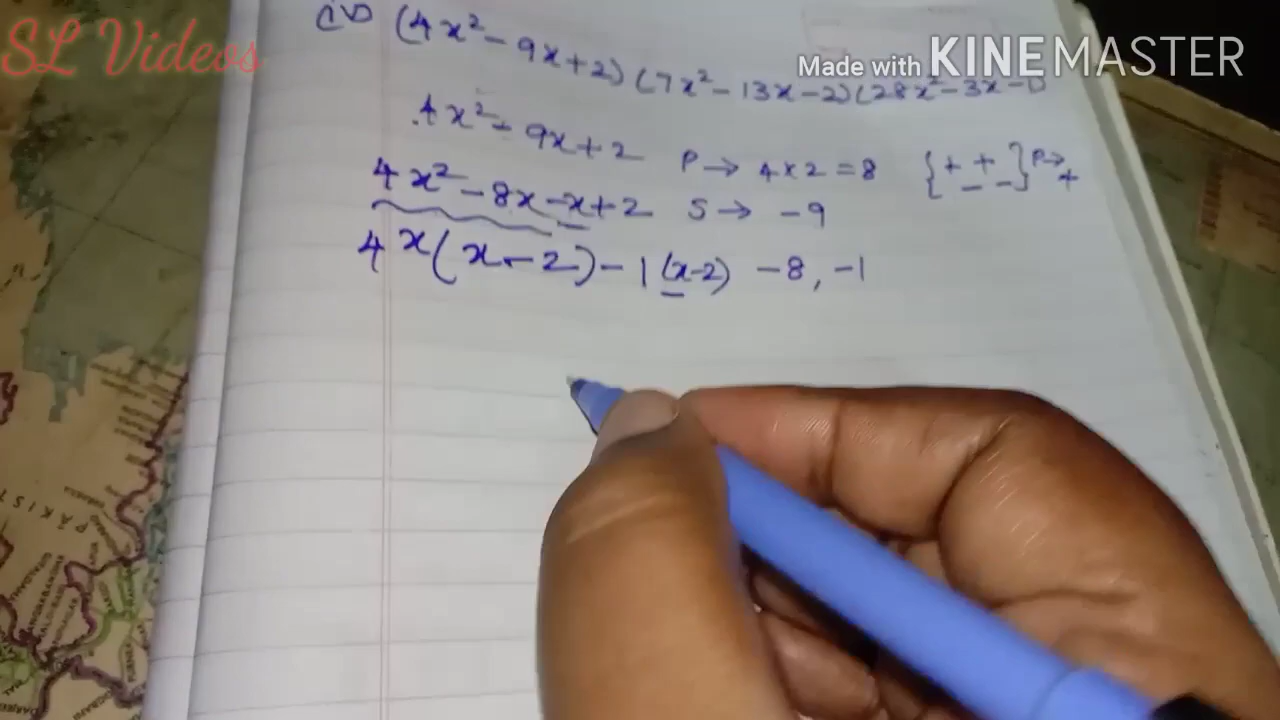 SL Videos
Made with KINEMASTER
(iv) (4x² - 9x + 2) (7x² - 13x - 2) (28x² - 3x - 1)
4x² - 9x + 2 P → 4 × 2 = 8 {+ + - -} P → +
4x² - 8x - x + 2 S → -9
4x(x - 2) - 1(x-2) -8, -1
PAKIST